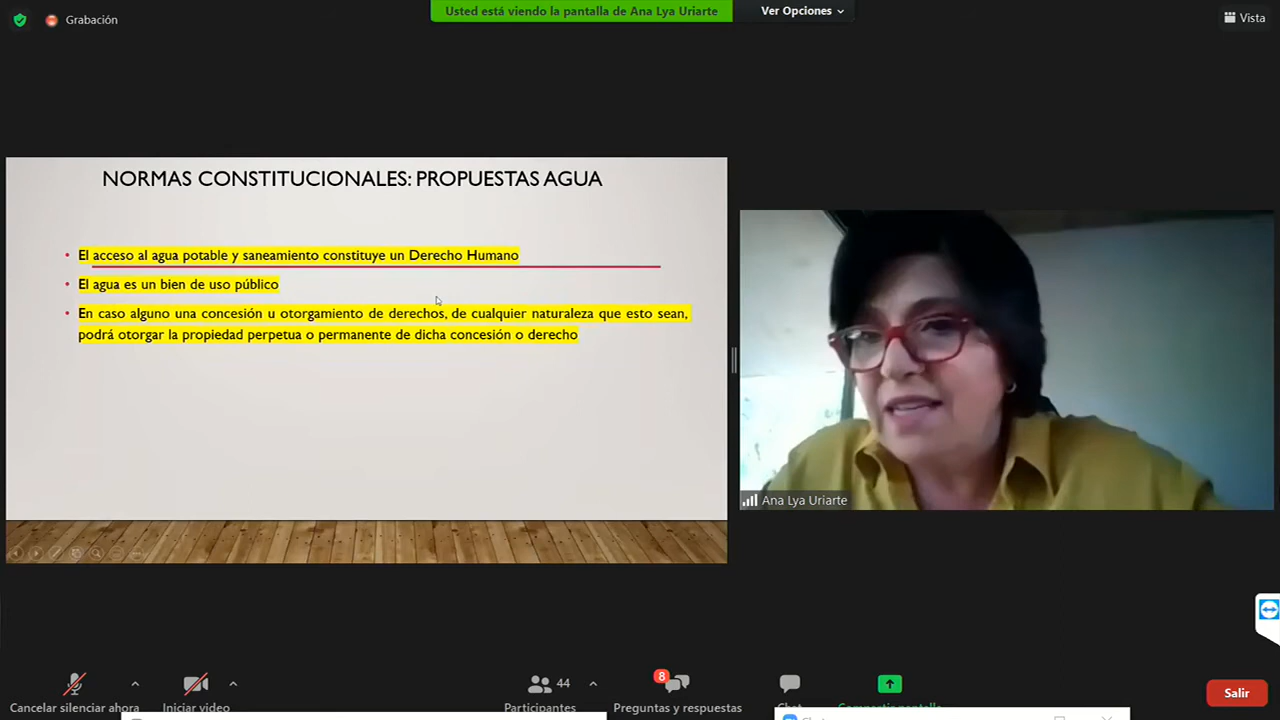 Grabación
Usted está viendo la pantalla de Ana Lya Uriarte
Ver Opciones
Vista
NORMAS CONSTITUCIONALES: PROPUESTAS AGUA
• El acceso al agua potable y saneamiento constituye un Derecho Humano
• El agua es un bien de uso público
• En caso alguno una concesión u otorgamiento de derechos, de cualquier naturaleza que esto sean,
podrá otorgar la propiedad perpetua o permanente de dicha concesión o derecho
Ana Lya Uriarte
44
8
Cancelar silenciar ahora
Iniciar video
Participantes
Preguntas y respuestas
Chat
Compartir pantalla
Salir